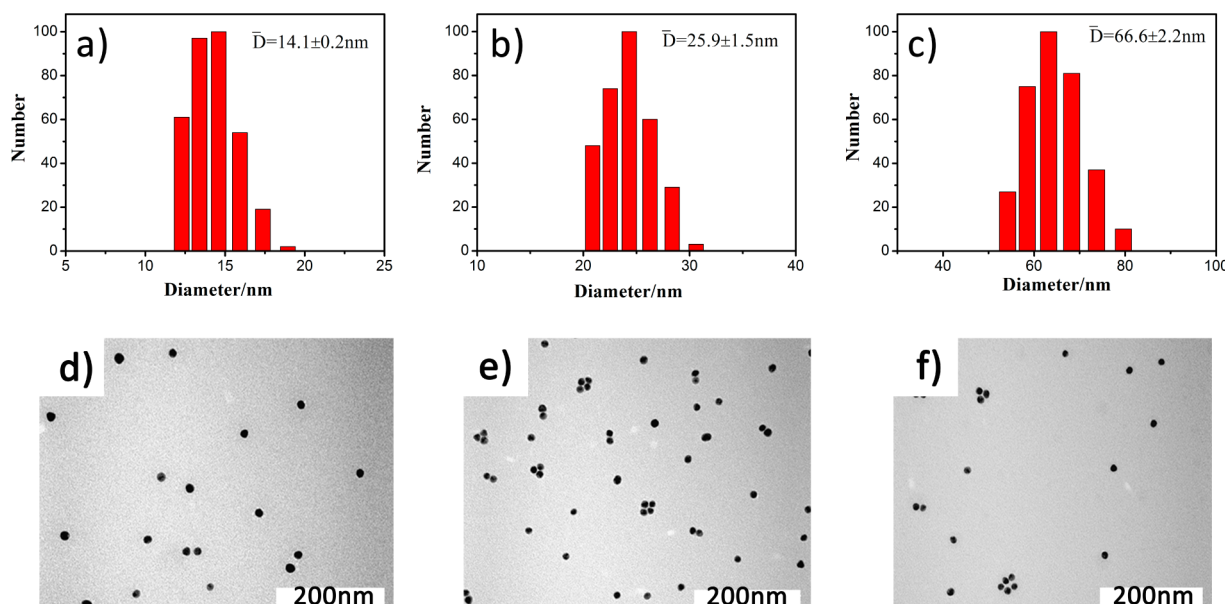 a)
D̅=14.1±0.2nm
Number
100
80
60
40
20
0
5
10
15
20
25
Diameter/nm
b)
D̅=25.9±1.5nm
Number
100
80
60
40
20
0
10
20
30
40
Diameter/nm
c)
D̅=66.6±2.2nm
Number
100
80
60
40
20
0
40
60
80
100
Diameter/nm
d)
200nm
e)
200nm
f)
200nm